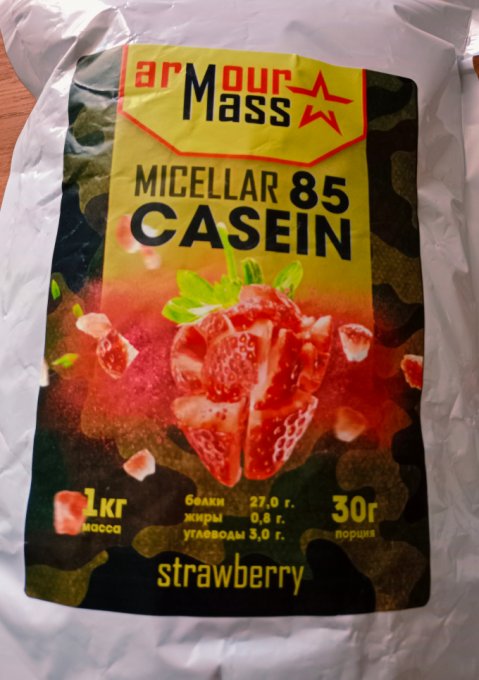 arMour
Mass
MICELLAR 85
CASEIN
1кг
масса
белки 27,0 г.
жиры 0,8 г.
углеводы 3,0 г.
30г
порция
strawberry